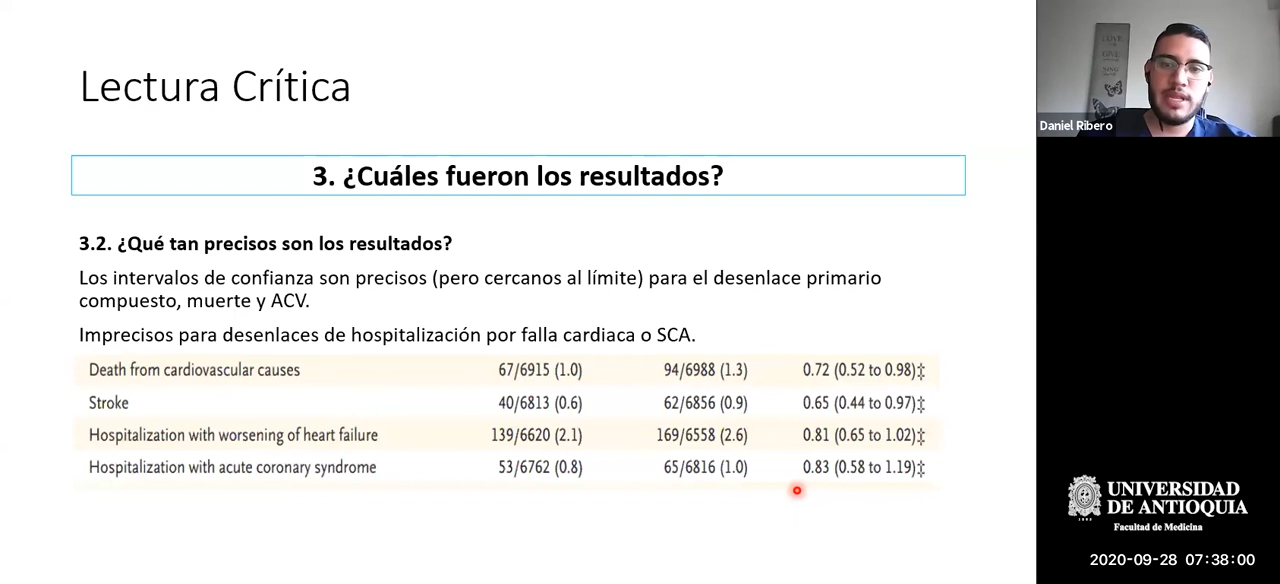 Lectura Crítica
3. ¿Cuáles fueron los resultados?
3.2. ¿Qué tan precisos son los resultados?
Los intervalos de confianza son precisos (pero cercanos al límite) para el desenlace primario
compuesto, muerte y ACV.
Imprecisos para desenlaces de hospitalización por falla cardiaca o SCA.
Death from cardiovascular causes 67/6915 (1.0) 94/6988 (1.3) 0.72 (0.52 to 0.98)‡
Stroke 40/6813 (0.6) 62/6856 (0.9) 0.65 (0.44 to 0.97)‡
Hospitalization with worsening of heart failure 139/6620 (2.1) 169/6558 (2.6) 0.81 (0.65 to 1.02)‡
Hospitalization with acute coronary syndrome 53/6762 (0.8) 65/6816 (1.0) 0.83 (0.58 to 1.19)‡
LOVE
GIVE
SING
Daniel Ribero
UNIVERSIDAD
DE ANTIOQUIA
1803
Facultad de Medicina
2020-09-28 07:38:00